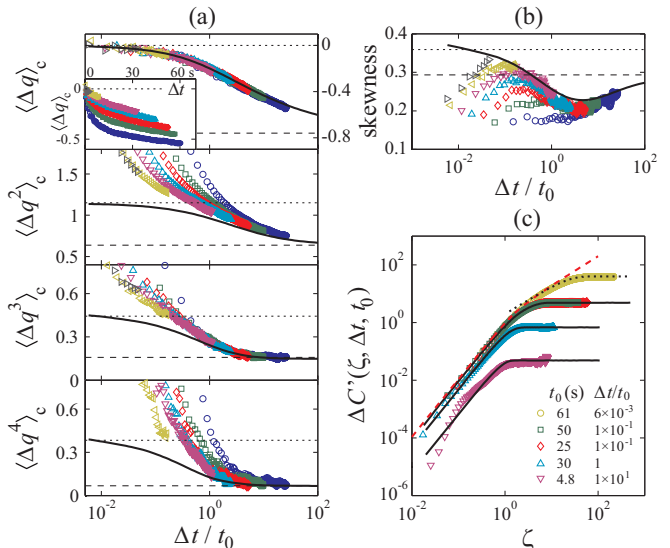 (a)
⟨Δq⟩c
0
-0.4
-0.8
0 30 60 s
Δt
⟨Δq⟩c
0
-0.5
⟨Δq²⟩c
1.5
1
0.5
⟨Δq³⟩c
0.6
0.3
0
⟨Δq⁴⟩c
0.6
0.3
0
10⁻² 10⁰ 10²
Δt / t₀
(b)
skewness
0.4
0.3
0.2
0.1
10⁻² 10⁰ 10²
Δt / t₀
(c)
ΔC'(ζ, Δt, t₀)
10²
10⁰
10⁻²
10⁻⁴
10⁻⁶
t₀(s) Δt/t₀
61 6×10⁻³
50 1×10⁻¹
25 1×10⁻¹
30 1
4.8 1×10¹
10⁻² 10⁰ 10² 10⁴
ζ